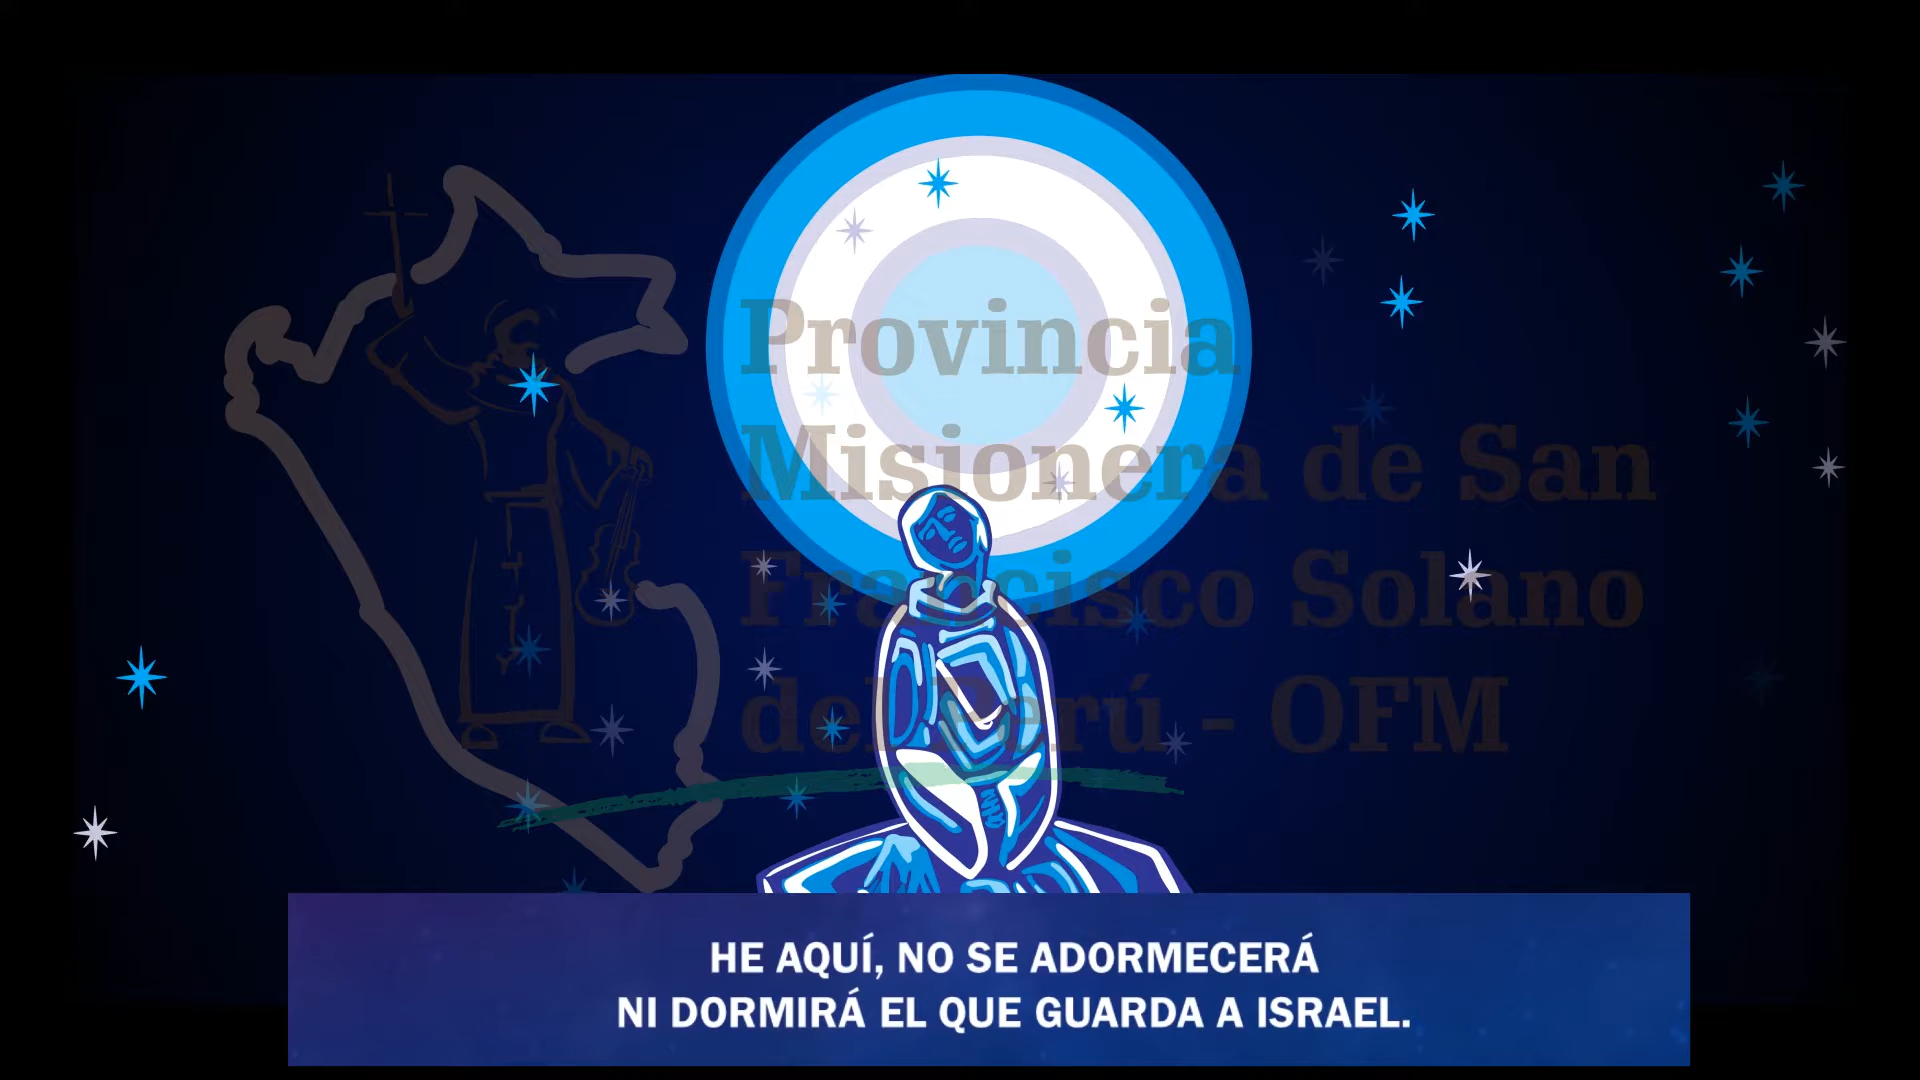 Provincia
Misionera de San
Francisco Solano
del Perú - OFM
HE AQUÍ, NO SE ADORMECERÁ
NI DORMIRÁ EL QUE GUARDA A ISRAEL.